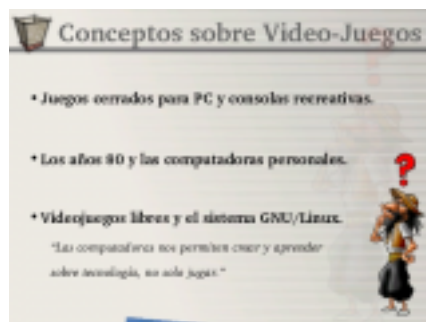 Conceptos sobre Video-Juegos
• Juegos cerrados para PC y consolas recreativas.
• Los años 80 y las computadoras personales.
• Videojuegos libres y el sistema GNU/Linux.
"Las computadoras nos permiten crear y aprender
sobre tecnología, no solo jugar."
?